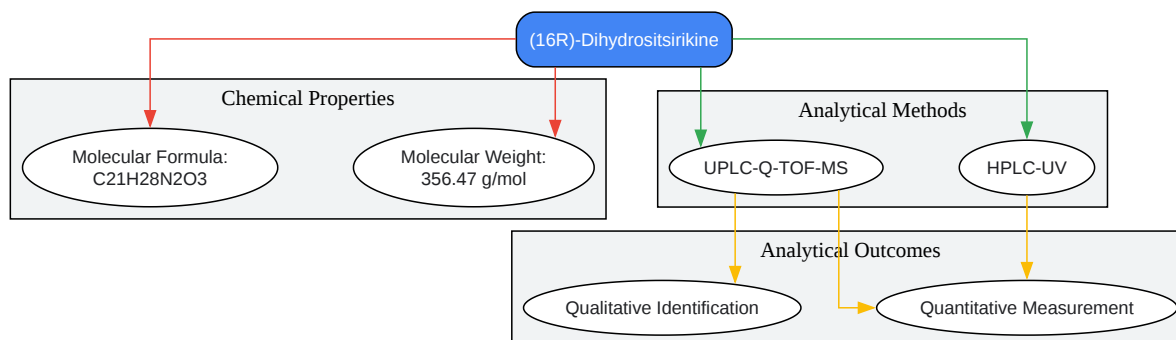 (16R)-Dihydrositsirikine
Chemical Properties
Molecular Formula:
C21H28N2O3
Molecular Weight:
356.47 g/mol
Analytical Methods
UPLC-Q-TOF-MS
HPLC-UV
Analytical Outcomes
Qualitative Identification
Quantitative Measurement